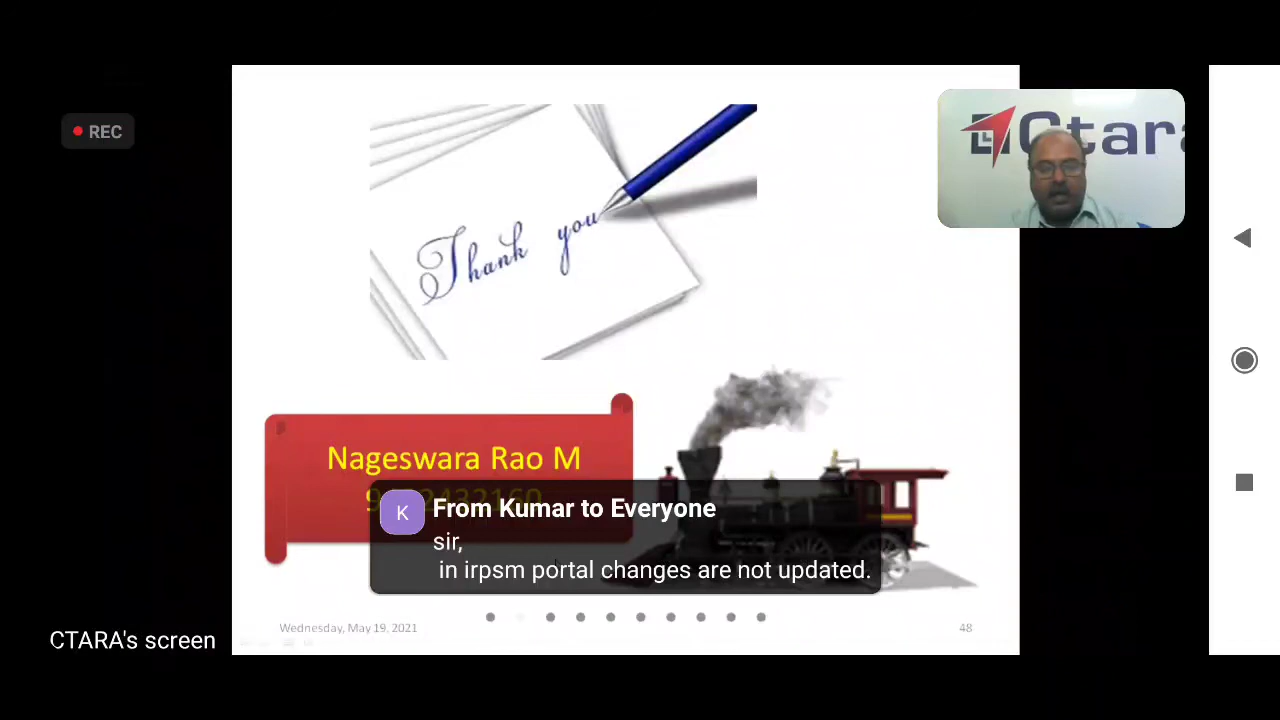 REC
Ctara
Thank you
Nageswara Rao M
K
From Kumar to Everyone
sir,
in irpsm portal changes are not updated.
Wednesday, May 19, 2021
48
CTARA's screen